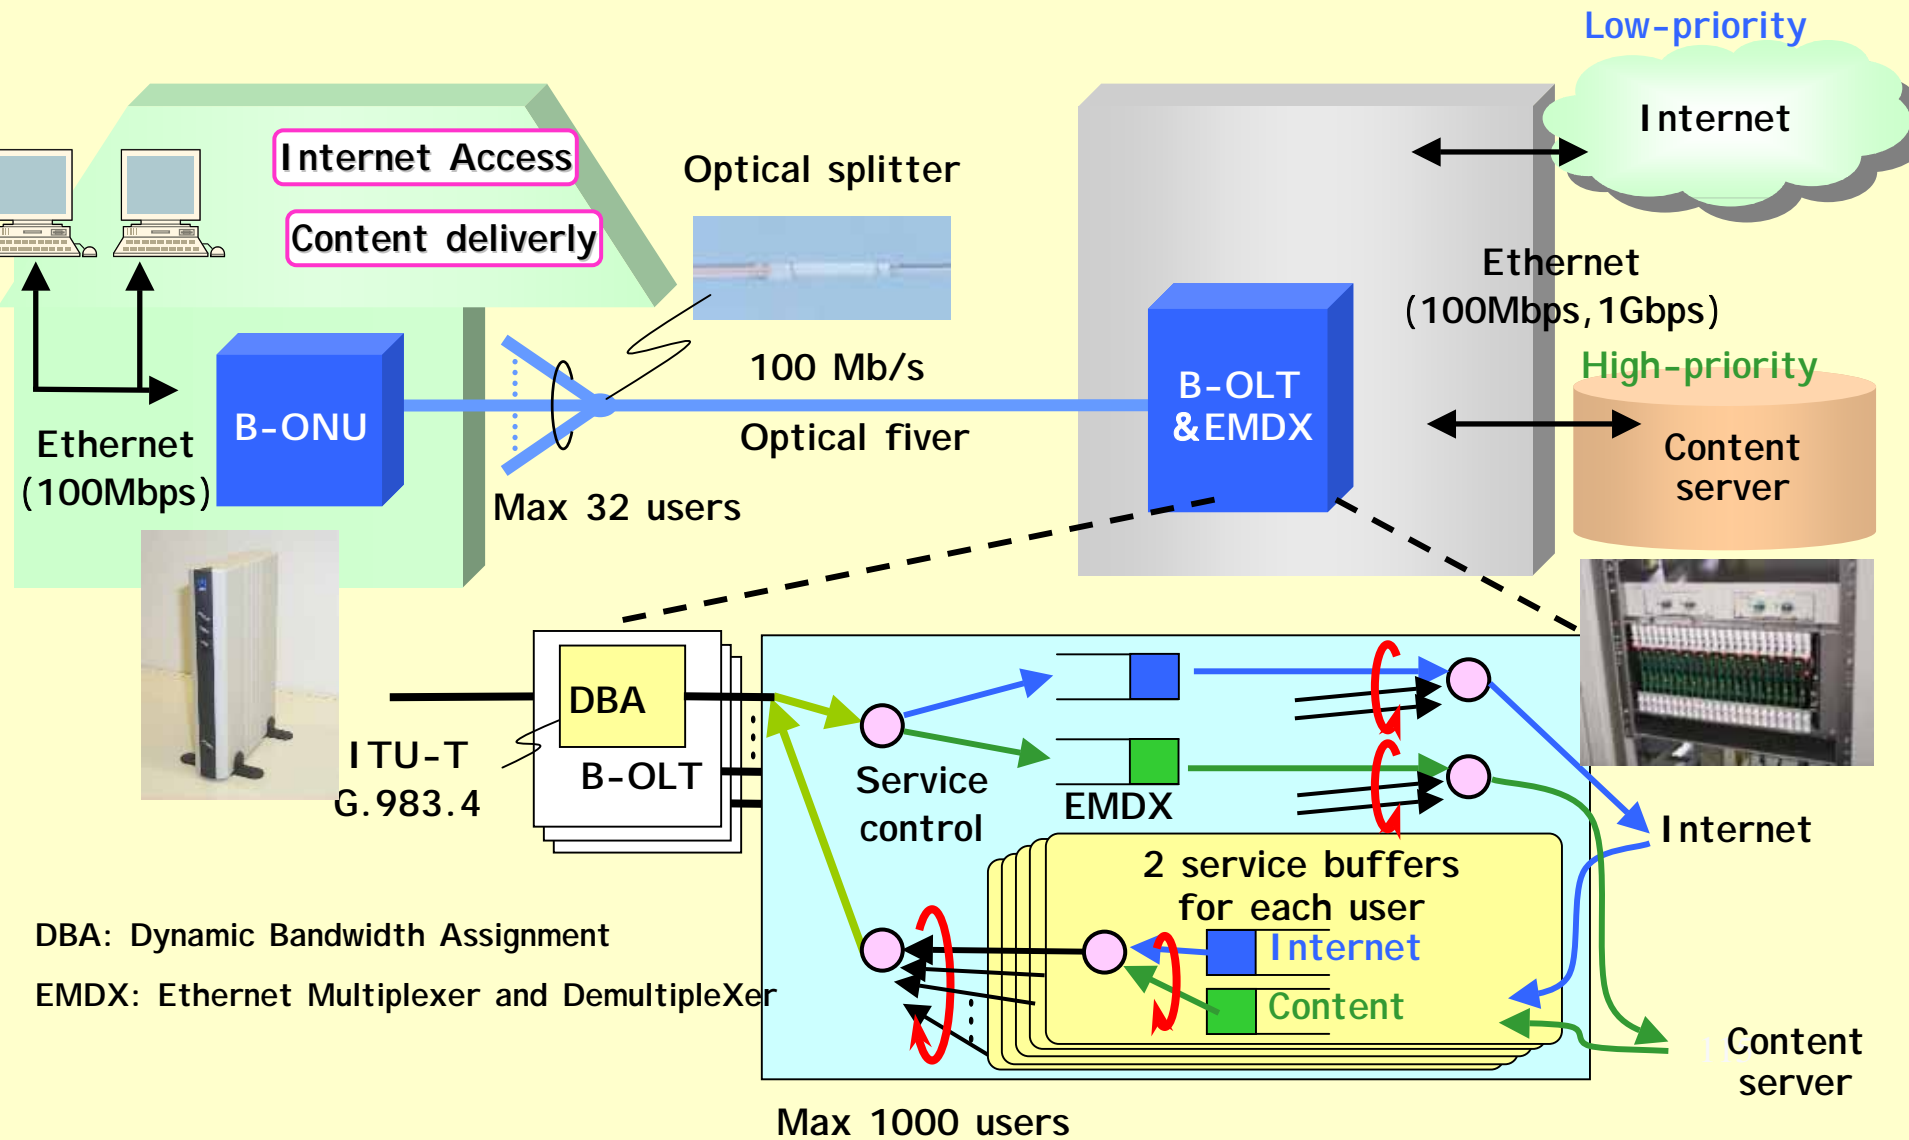 Low-priority
Internet
Internet Access
Content deliverly
Optical splitter
Ethernet
(100Mbps,1Gbps)
High-priority
Content
server
100 Mb/s
Optical fiver
B-OLT
&EMDX
B-ONU
Ethernet
(100Mbps)
Max 32 users
DBA
B-OLT
ITU-T
G.983.4
Service
control
EMDX
Internet
2 service buffers
for each user
Internet
Content
DBA: Dynamic Bandwidth Assignment
EMDX: Ethernet Multiplexer and DemultipleXer
Content
server
Max 1000 users